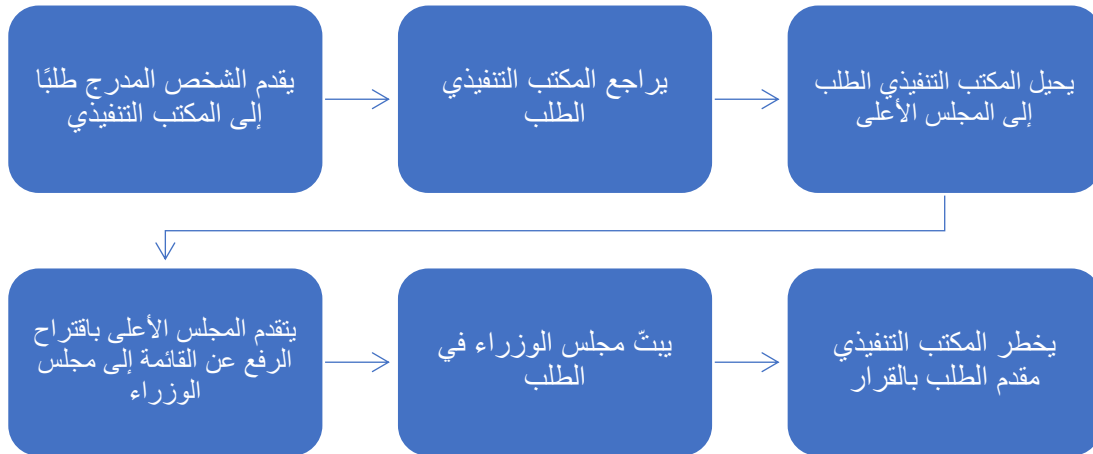 يقدم الشخص المدرج طلبًا
إلى المكتب التنفيذي
يراجع المكتب التنفيذي
الطلب
يحيل المكتب التنفيذي الطلب
إلى المجلس الأعلى
يتقدم المجلس الأعلى باقتراح
الرفع عن القائمة إلى مجلس
الوزراء
يبتّ مجلس الوزراء في
الطلب
يخطر المكتب التنفيذي
مقدم الطلب بالقرار